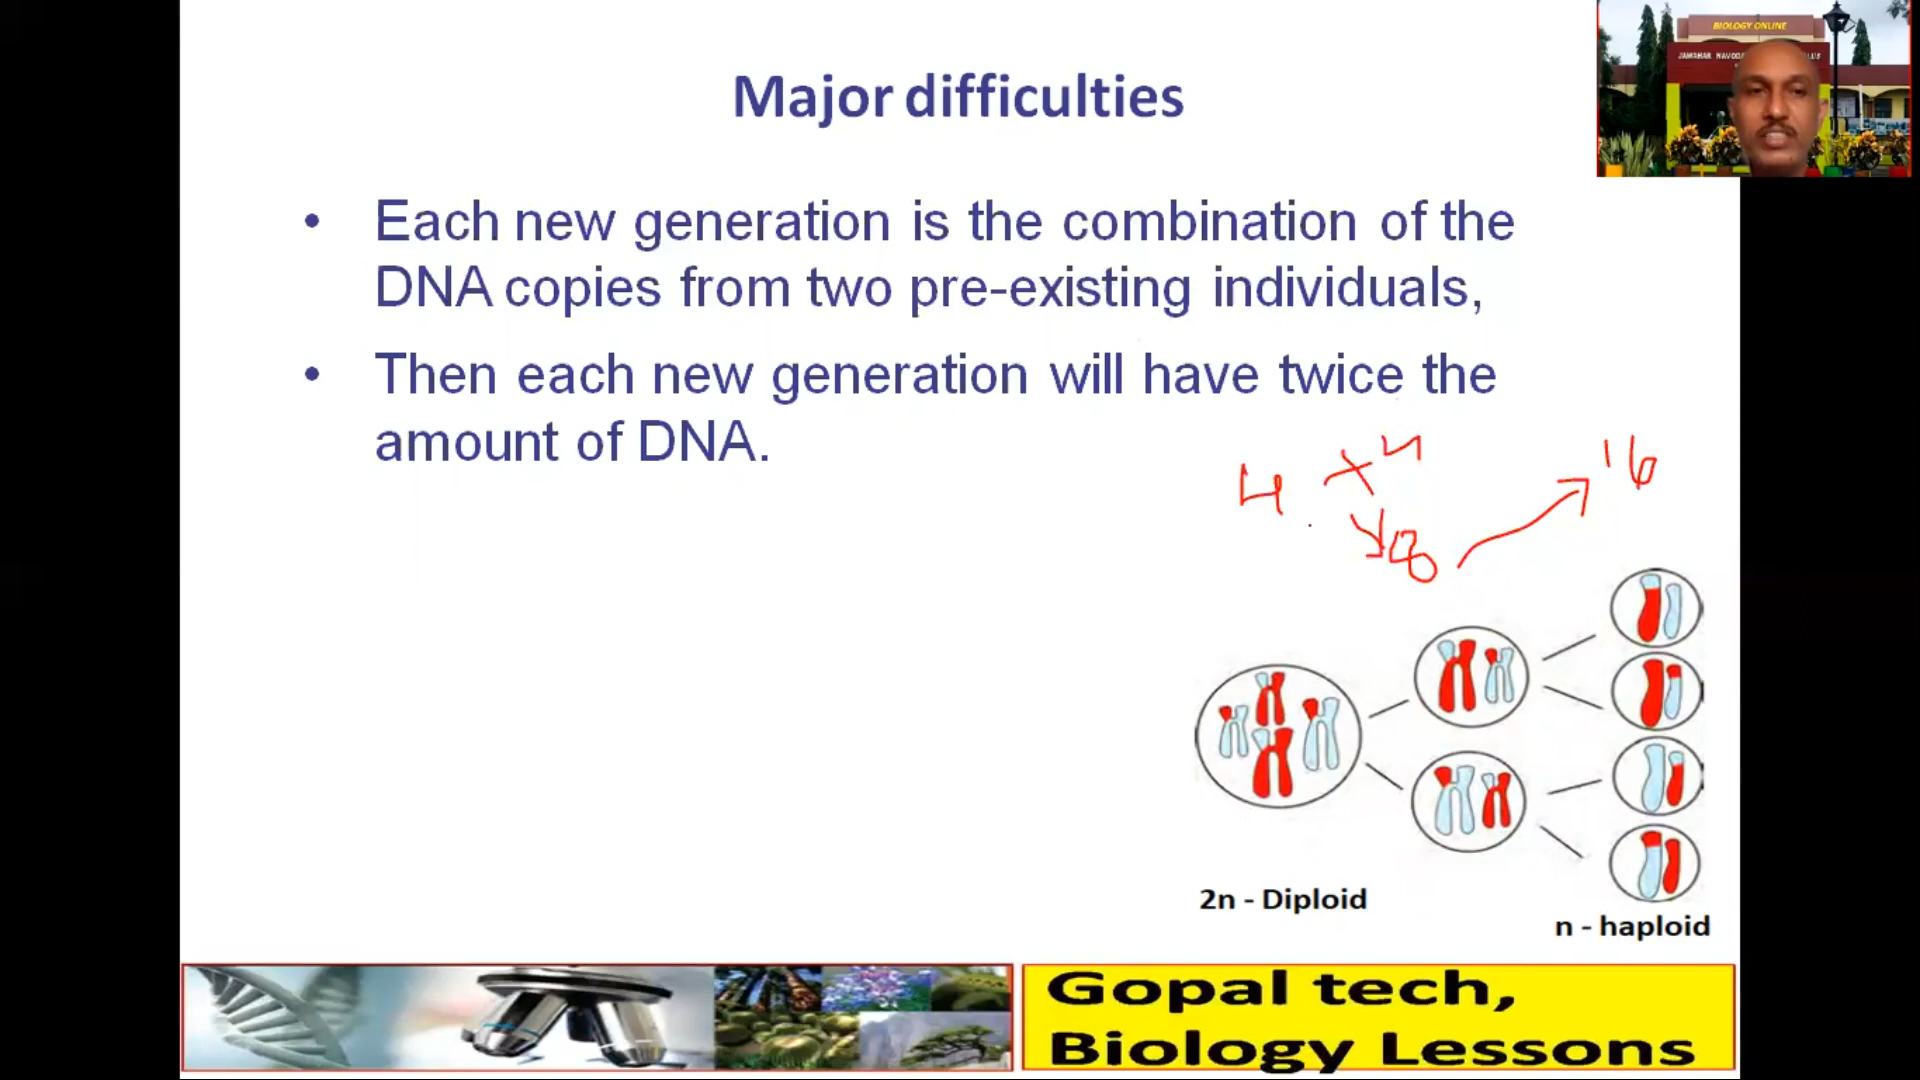 BIOLOGY ONLINE
Major difficulties
• Each new generation is the combination of the
DNA copies from two pre-existing individuals,
• Then each new generation will have twice the
amount of DNA.
4 x 4
8
16
2n - Diploid
n - haploid
Gopal tech,
Biology Lessons